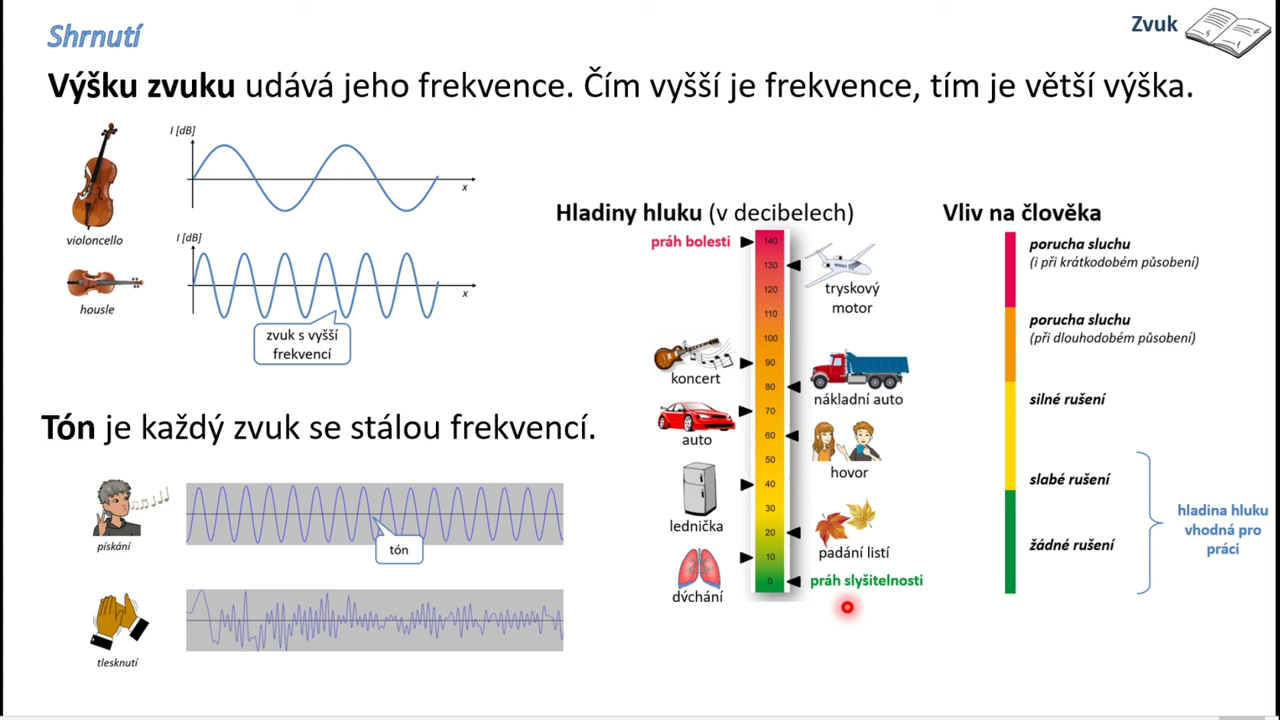 Shrnutí
Zvuk
Výšku zvuku udává jeho frekvence. Čím vyšší je frekvence, tím je větší výška.
I [dB]
x
violoncello
I [dB]
x
housle
zvuk s vyšší
frekvencí
Tón je každý zvuk se stálou frekvencí.
pískání
tón
tlesknutí
Hladiny hluku (v decibelech)
práh bolesti
140
130
120
110
100
90
80
70
60
50
40
30
20
10
0
tryskový
motor
koncert
nákladní auto
auto
hovor
lednička
padání listí
dýchání
práh slyšitelnosti
Vliv na člověka
porucha sluchu
(i při krátkodobém působení)
porucha sluchu
(při dlouhodobém působení)
silné rušení
slabé rušení
žádné rušení
hladina hluku
vhodná pro
práci